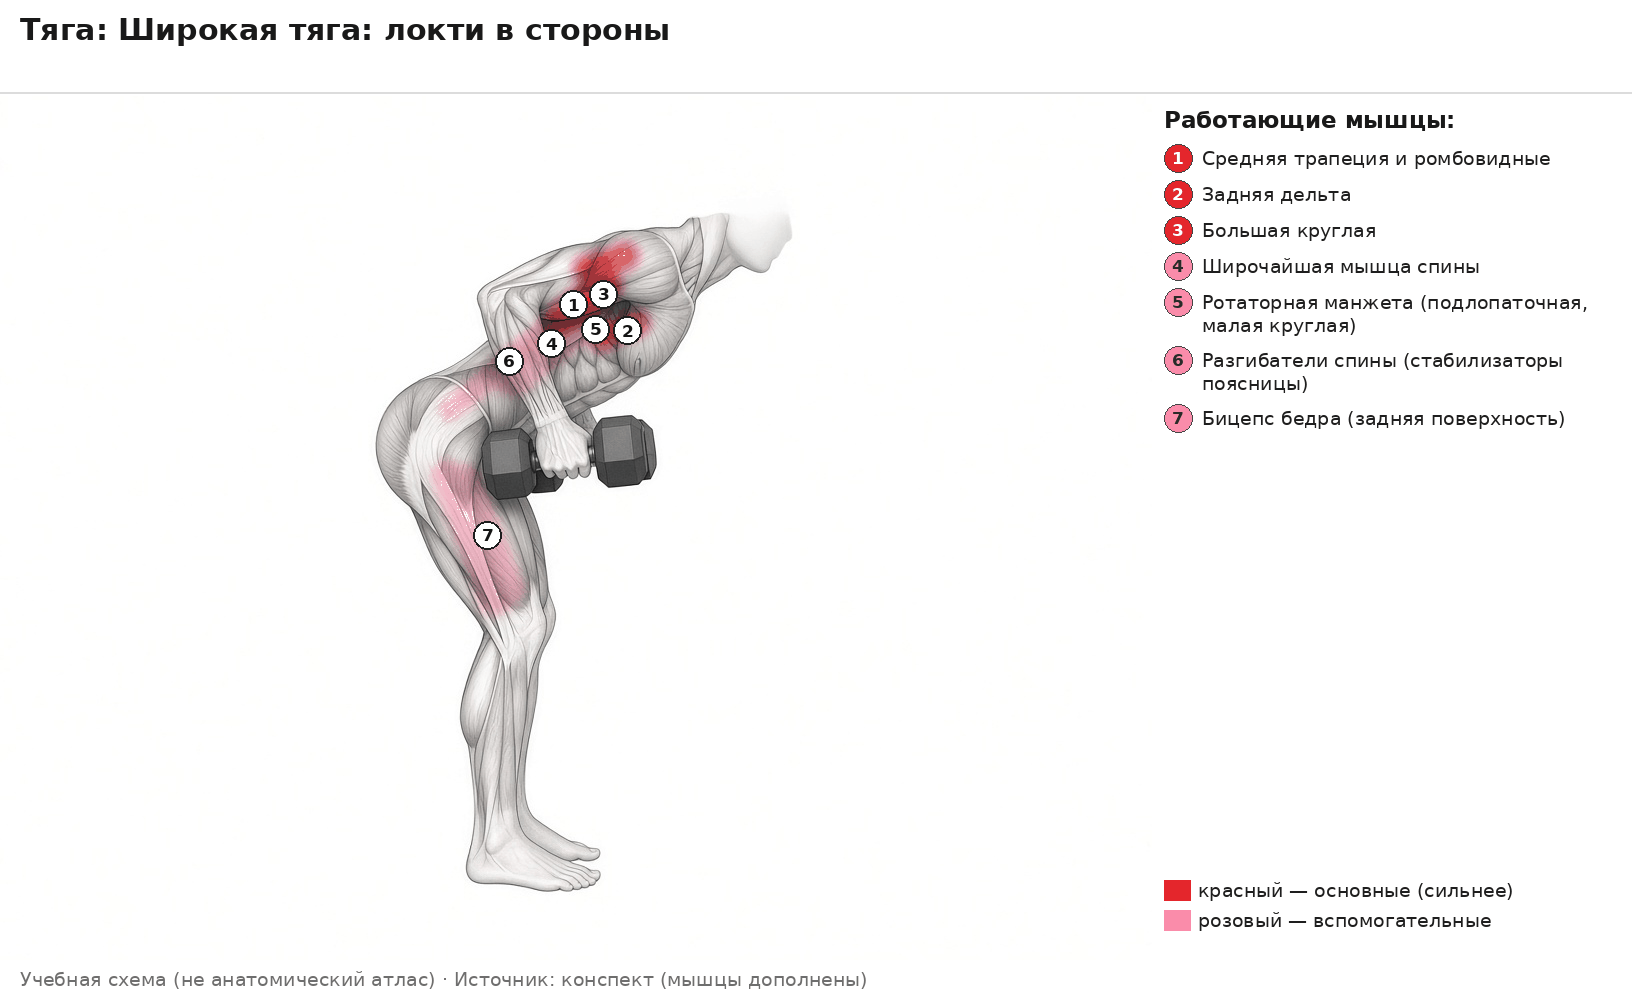 Тяга: Широкая тяга: локти в стороны
Работающие мышцы:
1 Средняя трапеция и ромбовидные
2 Задняя дельта
3 Большая круглая
4 Широчайшая мышца спины
5 Ротаторная манжета (подлопаточная,
малая круглая)
6 Разгибатели спины (стабилизаторы
поясницы)
7 Бицепс бедра (задняя поверхность)
1
3
5
2
4
6
7
красный — основные (сильнее)
розовый — вспомогательные
Учебная схема (не анатомический атлас) · Источник: конспект (мышцы дополнены)